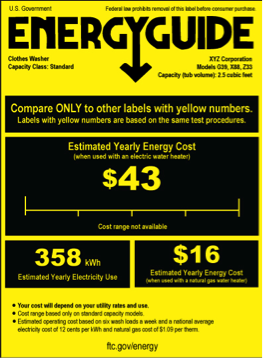 U.S. Government
Federal law prohibits removal of this label before consumer purchase.
ENERGYGUIDE
Clothes Washer
Capacity Class: Standard
XYZ Corporation
Models G39, X88, Z33
Capacity (tub volume): 2.5 cubic feet
Compare ONLY to other labels with yellow numbers.
Labels with yellow numbers are based on the same test procedures.
Estimated Yearly Energy Cost
(when used with an electric water heater)
$43
Cost range not available
358 kWh
Estimated Yearly Electricity Use
$16
Estimated Yearly Energy Cost
(when used with a natural gas water heater)
● Your cost will depend on your utility rates and use.
● Cost range based only on standard capacity models.
● Estimated operating cost based on six wash loads a week and a national average
electricity cost of 12 cents per kWh and natural gas cost of $1.09 per therm.
ftc.gov/energy